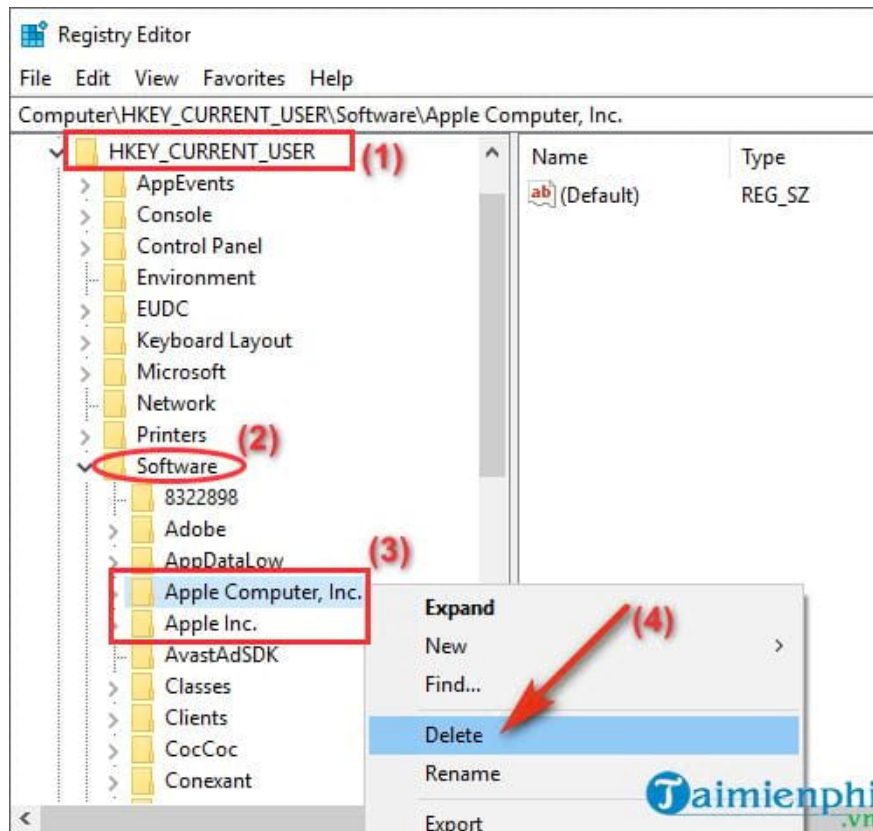 Registry Editor
File Edit View Favorites Help
Computer\HKEY_CURRENT_USER\Software\Apple Computer, Inc.
HKEY_CURRENT_USER (1)
AppEvents
Console
Control Panel
Environment
EUDC
Keyboard Layout
Microsoft
Network
Printers
(2)
Software
8322898
Adobe
AppDataLow
(3)
Apple Computer, Inc.
Apple Inc.
AvastAdSDK
Classes
Clients
CocCoc
Conexant
Name Type
ab (Default) REG_SZ
Expand
(4)
New
Find...
Delete
Rename
Export
Taimienphi
.vn